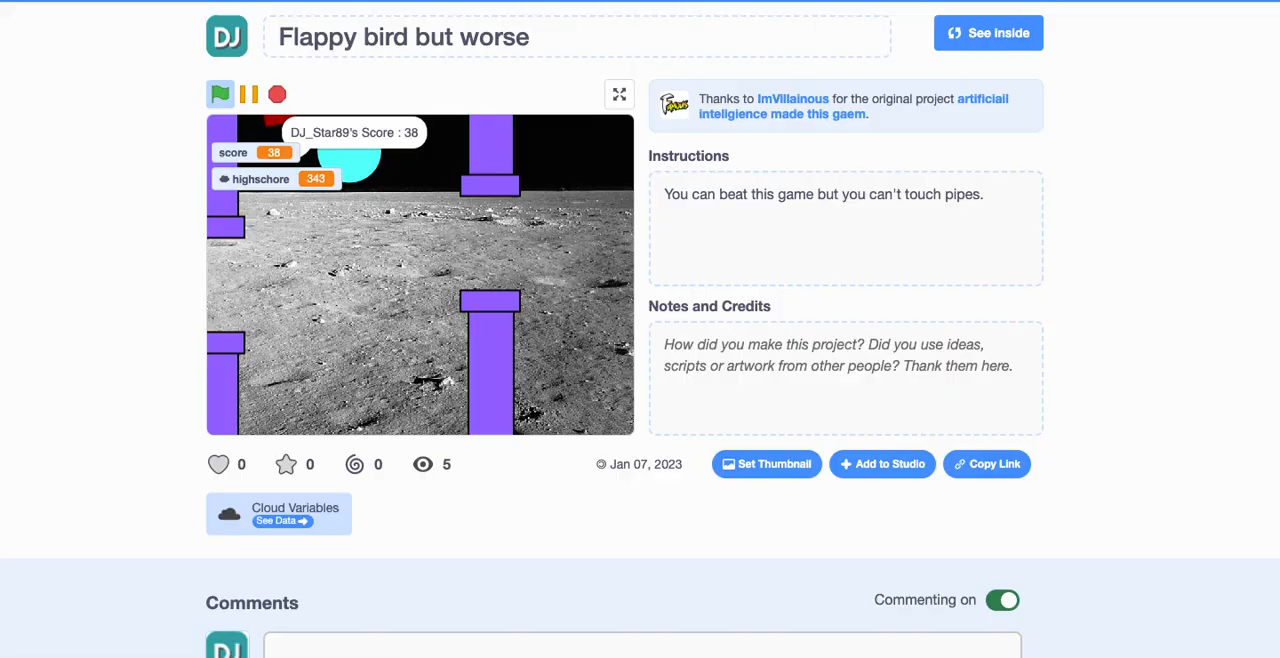 DJ
Flappy bird but worse
See inside
DJ_Star89's Score : 38
score 38
highschore 343
FAMOUS
Thanks to ImVillainous for the original project artificiail
inteligience made this gaem.
Instructions
You can beat this game but you can't touch pipes.
Notes and Credits
How did you make this project? Did you use ideas,
scripts or artwork from other people? Thank them here.
0
0
0
5
© Jan 07, 2023
Set Thumbnail
Add to Studio
Copy Link
Cloud Variables
See Data
Comments
Commenting on
DJ